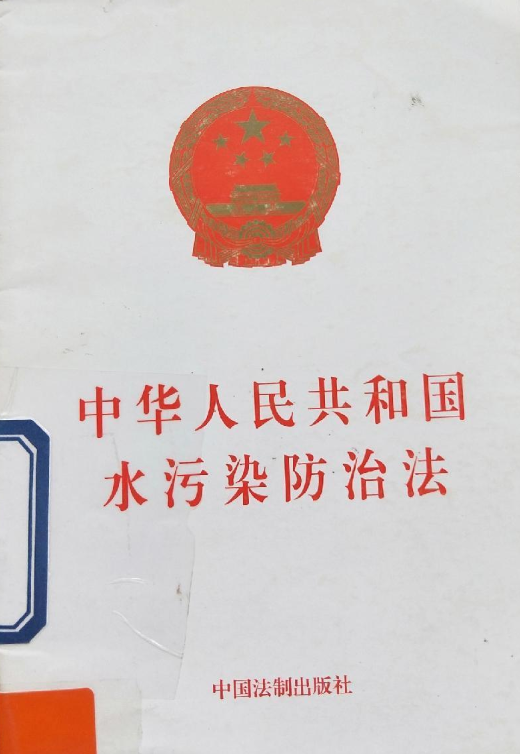 中华人民共和国
水污染防治法
中国法制出版社